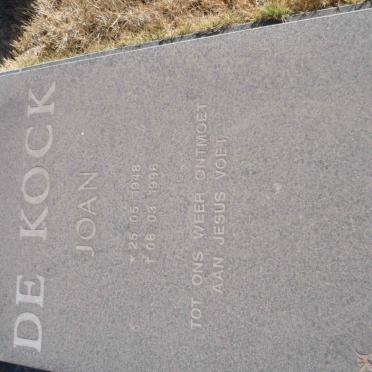 DE KOCK
JOAN
* 25 05 1948
† 06 03 1996
TOT ONS WEER ONTMOET
AAN JESUS VOET